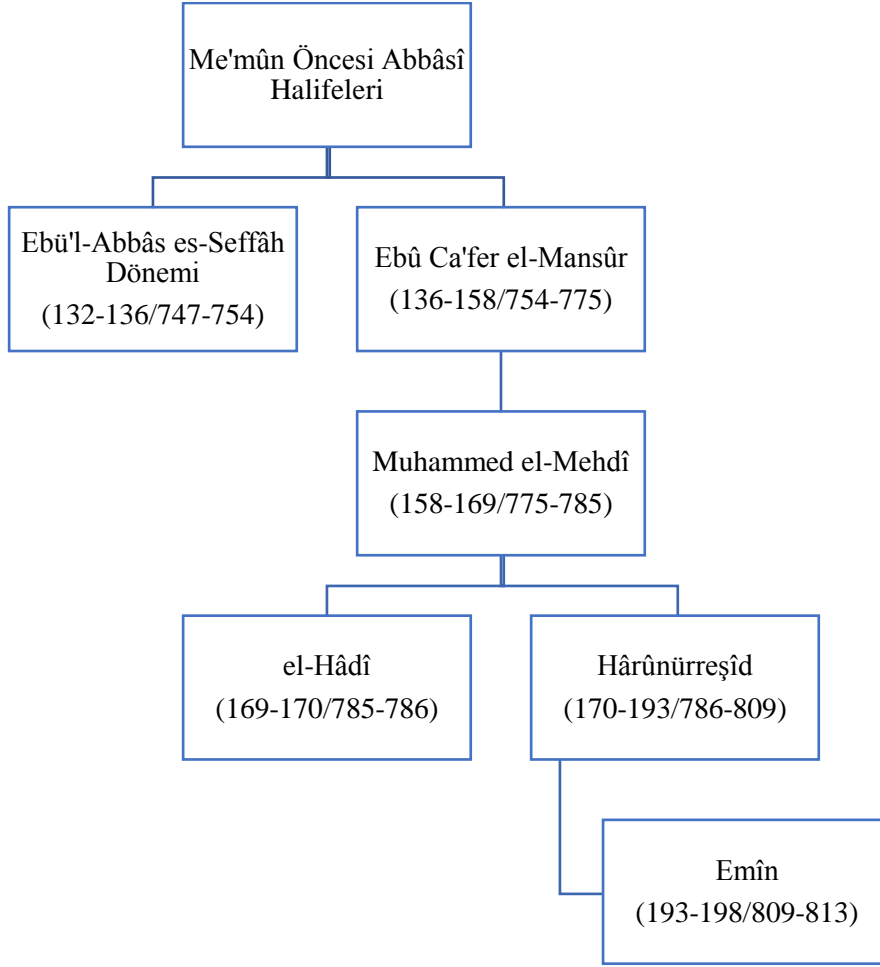 Me'mûn Öncesi Abbâsî
Halifeleri
Ebü'l-Abbâs es-Seffâh
Dönemi
(132-136/747-754)
Ebû Ca'fer el-Mansûr
(136-158/754-775)
Muhammed el-Mehdî
(158-169/775-785)
el-Hâdî
(169-170/785-786)
Hârûnürreşîd
(170-193/786-809)
Emîn
(193-198/809-813)